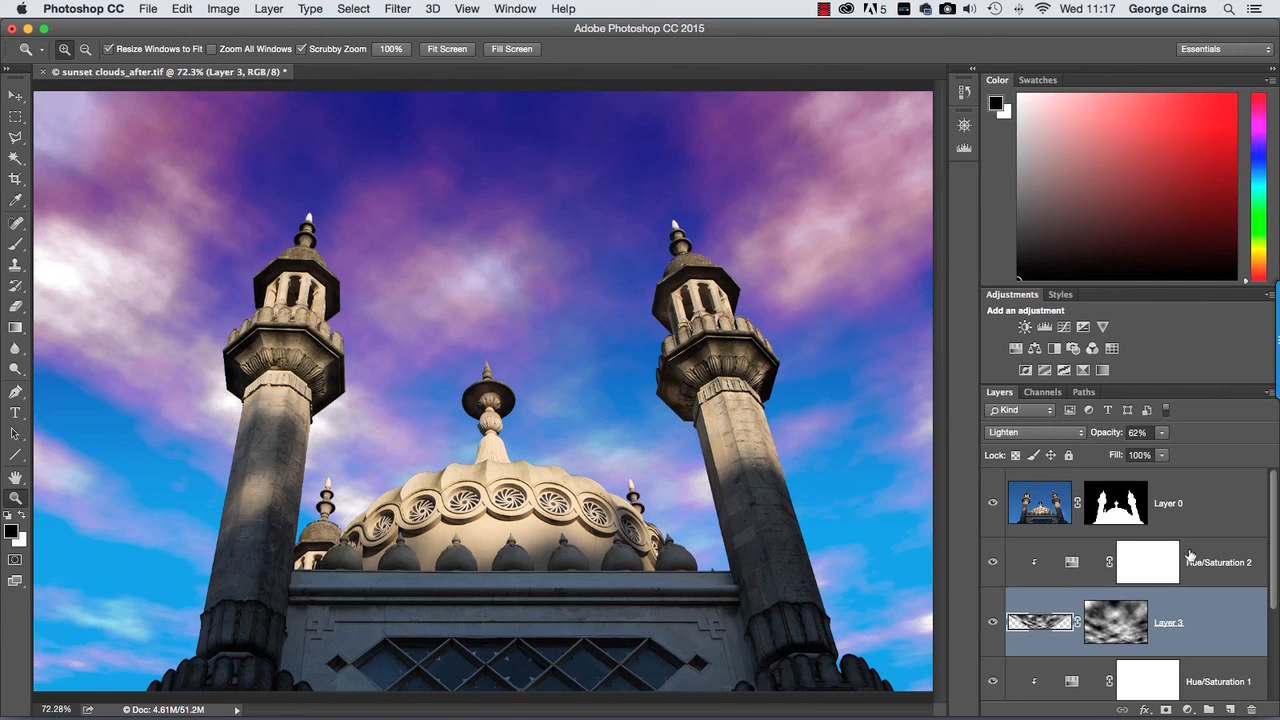 Photoshop CC File Edit Image Layer Type Select Filter 3D View Window Help 5 Wed 11:17 George Cairns
Adobe Photoshop CC 2015
Resize Windows to Fit Zoom All Windows Scrubby Zoom 100% Fit Screen Fill Screen Essentials
× © sunset clouds_after.tif @ 72.3% (Layer 3, RGB/8) *
Color Swatches
Adjustments Styles
Add an adjustment
Layers Channels Paths
Kind
Lighten Opacity: 62%
Lock: Fill: 100%
Layer 0
Hue/Saturation 2
Layer 3
Hue/Saturation 1
72.28% Doc: 4.61M/51.2M
fx